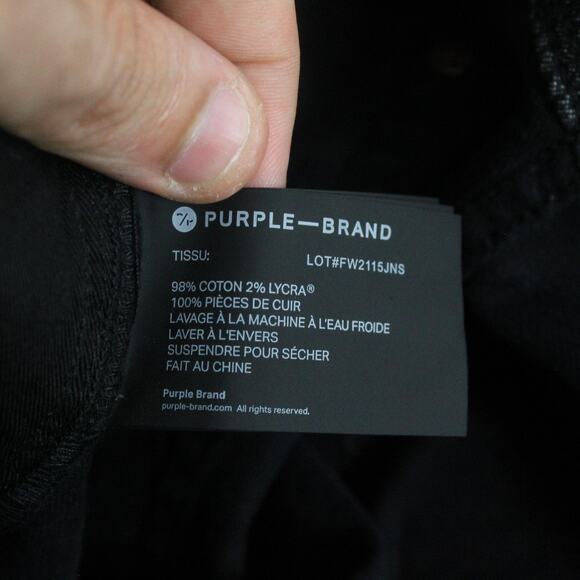 PURPLE—BRAND
TISSU: LOT#FW2115JNS
98% COTON 2% LYCRA®
100% PIÈCES DE CUIR
LAVAGE À LA MACHINE À L'EAU FROIDE
LAVER À L'ENVERS
SUSPENDRE POUR SÉCHER
FAIT AU CHINE
Purple Brand
purple-brand.com All rights reserved.